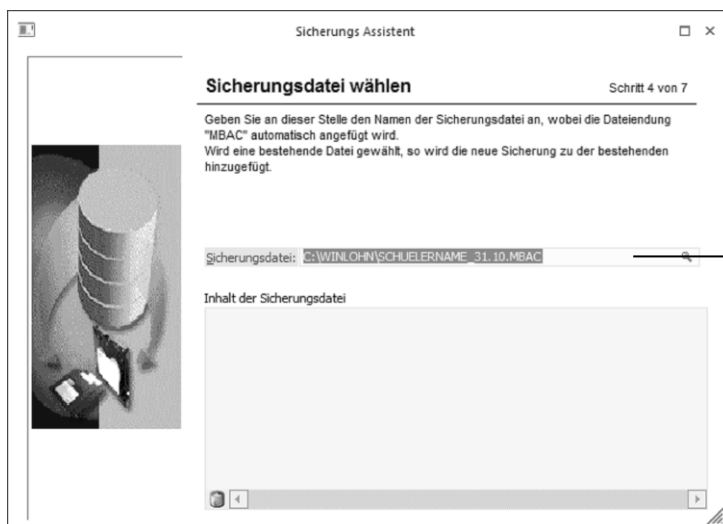 Sicherungs Assistent
Sicherungsdatei wählen
Schritt 4 von 7
Geben Sie an dieser Stelle den Namen der Sicherungsdatei an, wobei die Dateiendung
"MBAC" automatisch angefügt wird.
Wird eine bestehende Datei gewählt, so wird die neue Sicherung zu der bestehenden
hinzugefügt.
Sicherungsdatei: C:\WINLOHN\SCHUELERNAME_31.10.MBAC
Inhalt der Sicherungsdatei